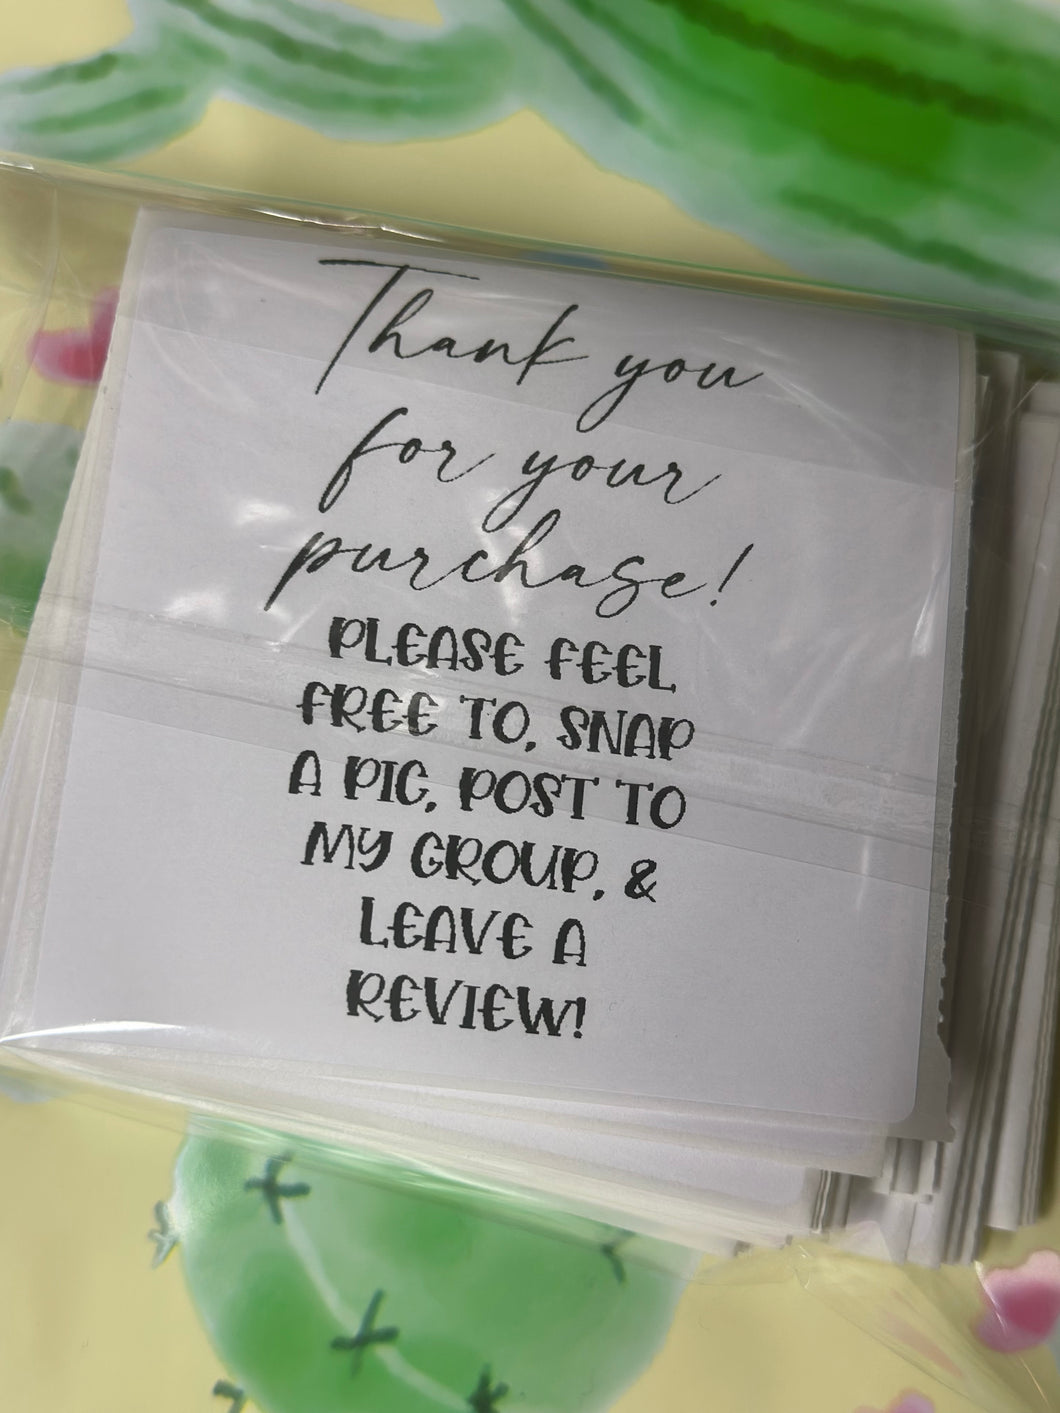 Thank you
for your
purchase!
PLEASE FEEL
FREE TO, SNAP
A PIC, POST TO
MY GROUP, &
LEAVE A
REVIEW!